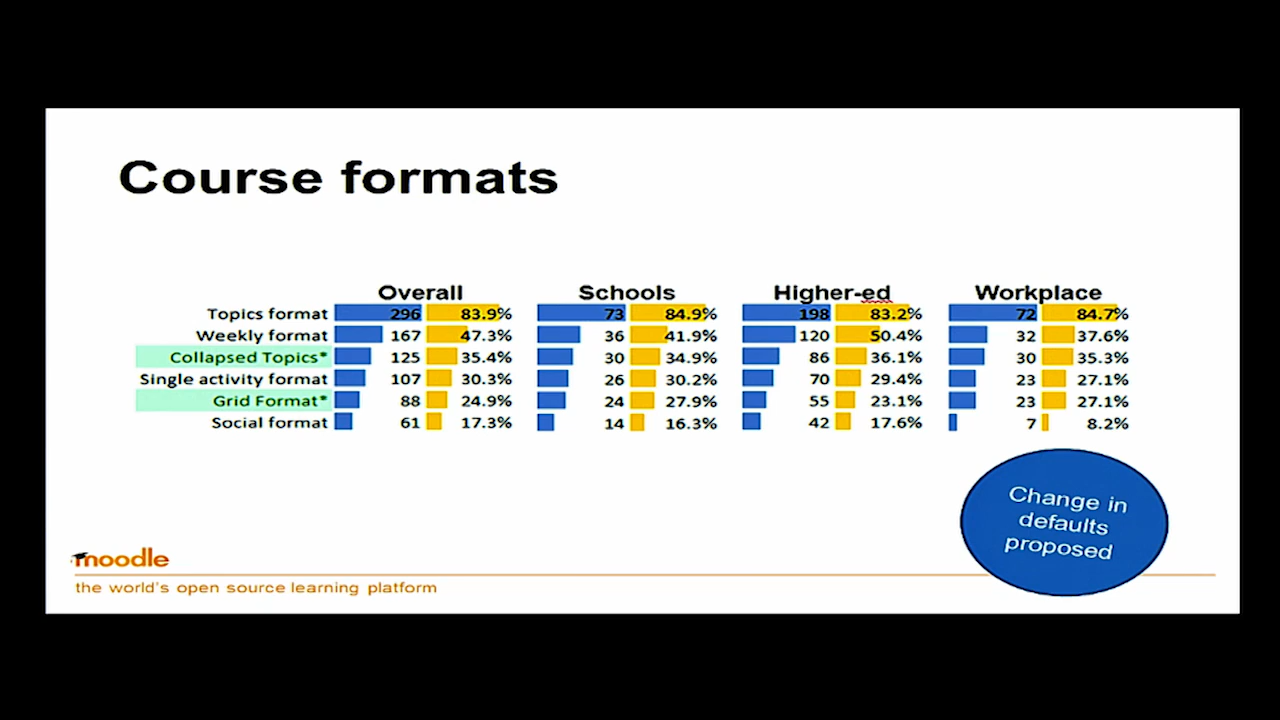 Course formats
Overall Schools Higher-ed Workplace
Topics format 296 83.9% 73 84.9% 198 83.2% 72 84.7%
Weekly format 167 47.3% 36 41.9% 120 50.4% 32 37.6%
Collapsed Topics* 125 35.4% 30 34.9% 86 36.1% 30 35.3%
Single activity format 107 30.3% 26 30.2% 70 29.4% 23 27.1%
Grid Format* 88 24.9% 24 27.9% 55 23.1% 23 27.1%
Social format 61 17.3% 14 16.3% 42 17.6% 7 8.2%
Change in
defaults
proposed
moodle
the world's open source learning platform